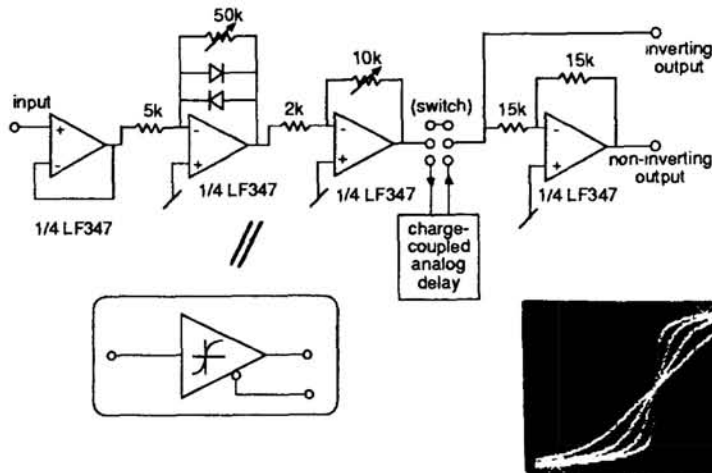 50k
10k
15k
inverting
output
input
5k
2k
(switch)
15k
+
-
-
+
-
+
-
+
non-inverting
output
1/4 LF347
1/4 LF347
1/4 LF347
1/4 LF347
charge-
coupled
analog
delay